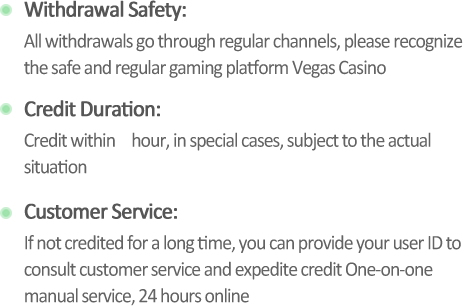 Withdrawal Safety:
All withdrawals go through regular channels, please recognize
the safe and regular gaming platform Vegas Casino
Credit Duration:
Credit within hour, in special cases, subject to the actual
situation
Customer Service:
If not credited for a long time, you can provide your user ID to
consult customer service and expedite credit One-on-one
manual service, 24 hours online